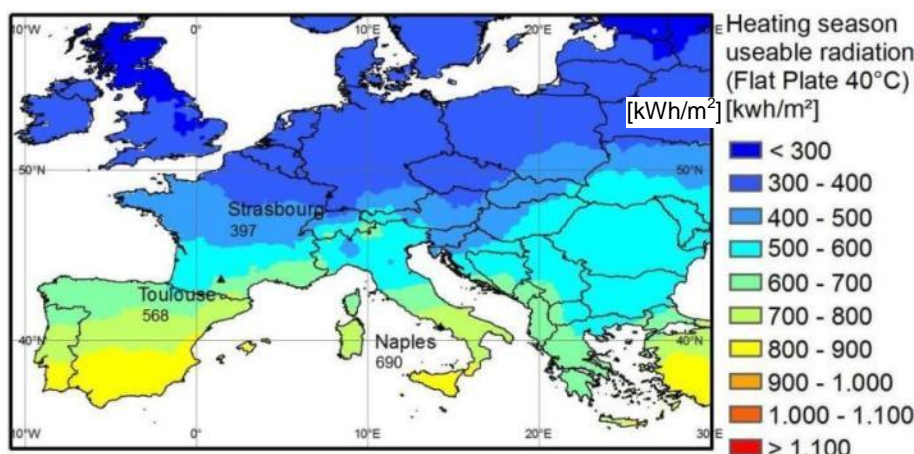 10°W 0° 10°E 20°E 30°E
Heating season
useable radiation
(Flat Plate 40°C)
[kWh/m²] [kwh/m²]
50°N 50°N
< 300
300 - 400
400 - 500
500 - 600
600 - 700
700 - 800
800 - 900
900 - 1.000
1.000 - 1.100
> 1.100
Strasbourg
397
Toulouse
568
40°N 40°N
Naples
690
10°W 0° 10°E 20°E 30°E